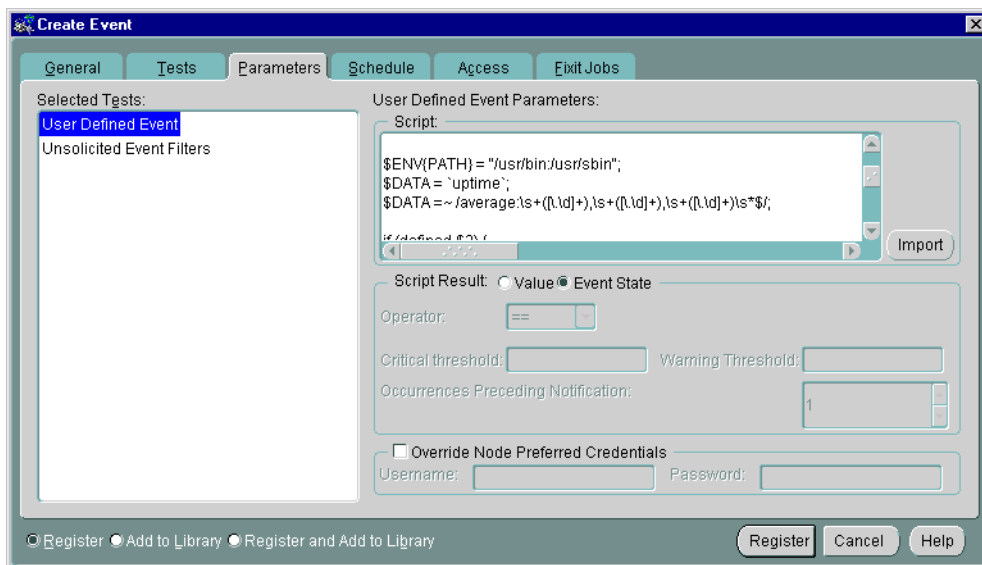 Create Event
General Tests Parameters Schedule Access Fixit Jobs
Selected Tests:
User Defined Event
Unsolicited Event Filters
User Defined Event Parameters:
Script:
$ENV{PATH} = "/usr/bin:/usr/sbin";
$DATA = `uptime`;
$DATA =~ /average:\s+([\.\d]+),\s+([\.\d]+),\s+([\.\d]+)\s*$/;
if (defined $2) {
Import
Script Result: Value Event State
Operator: ==
Critical threshold: Warning Threshold:
Occurrences Preceding Notification: 1
Override Node Preferred Credentials
Username: Password:
Register Add to Library Register and Add to Library
Register Cancel Help